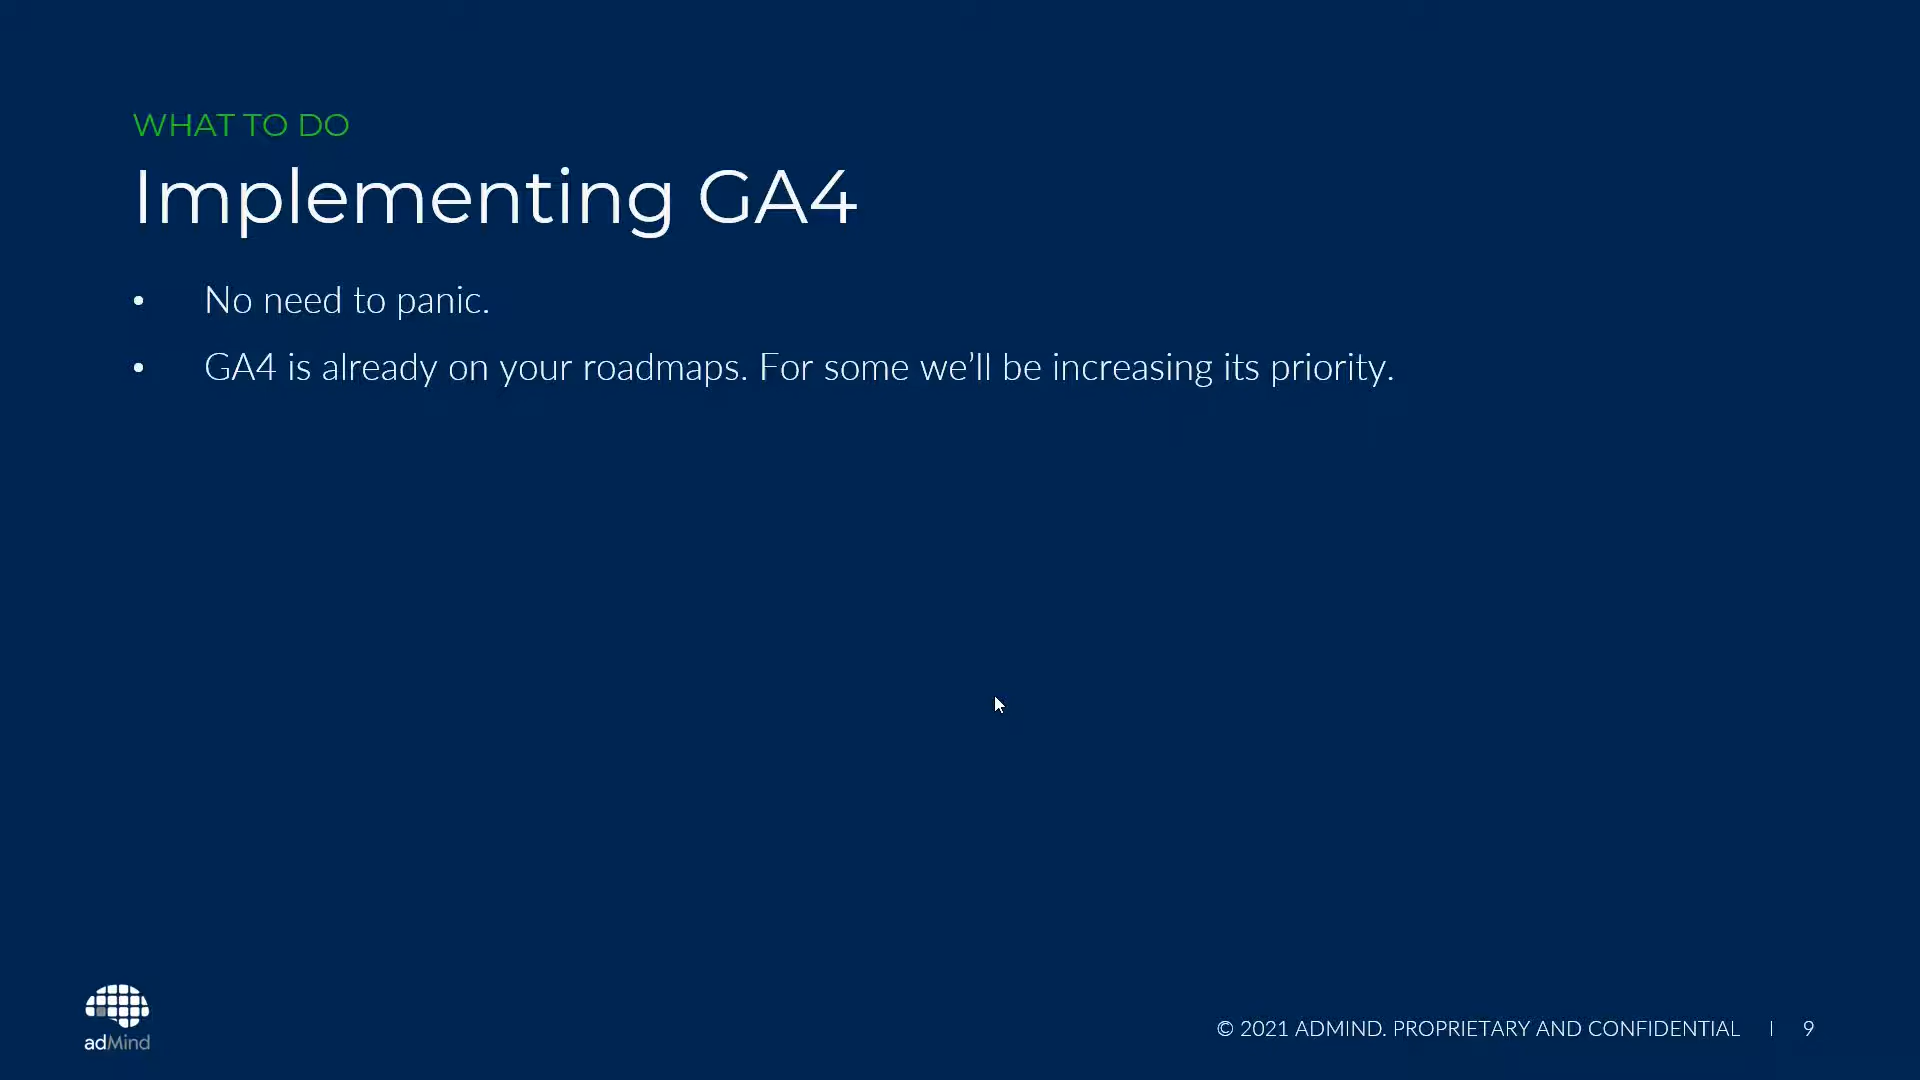 WHAT TO DO
Implementing GA4
• No need to panic.
• GA4 is already on your roadmaps. For some we’ll be increasing its priority.
adMind
© 2021 ADMIND. PROPRIETARY AND CONFIDENTIAL | 9